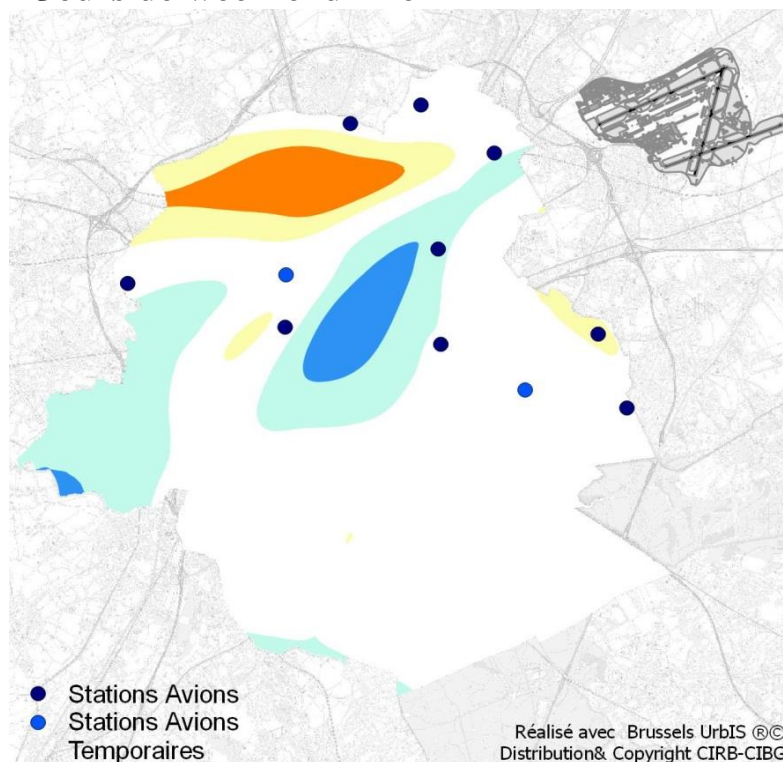 Stations Avions
Stations Avions
Temporaires
Réalisé avec Brussels UrbIS ®©
Distribution& Copyright CIRB-CIBG